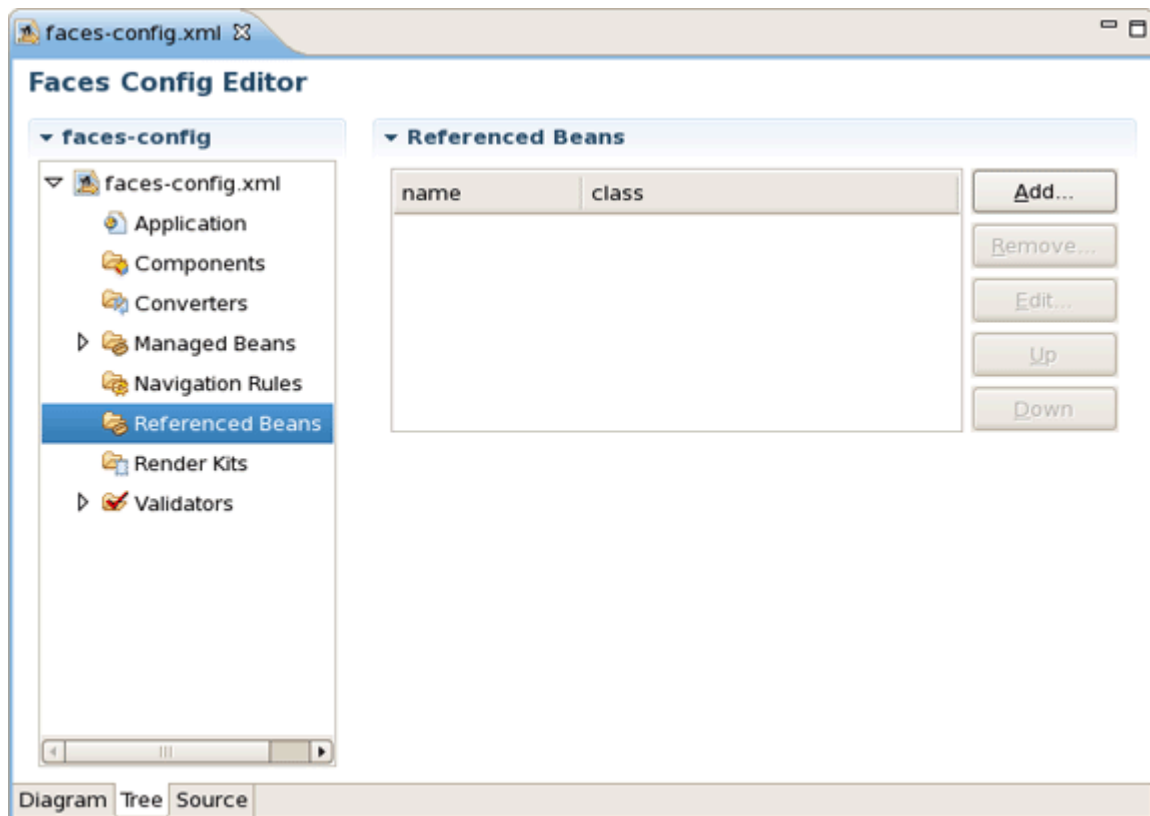 faces-config.xml
Faces Config Editor
faces-config
faces-config.xml
Application
Components
Converters
Managed Beans
Navigation Rules
Referenced Beans
Render Kits
Validators
Referenced Beans
name class
Add...
Remove...
Edit...
Up
Down
Diagram Tree Source